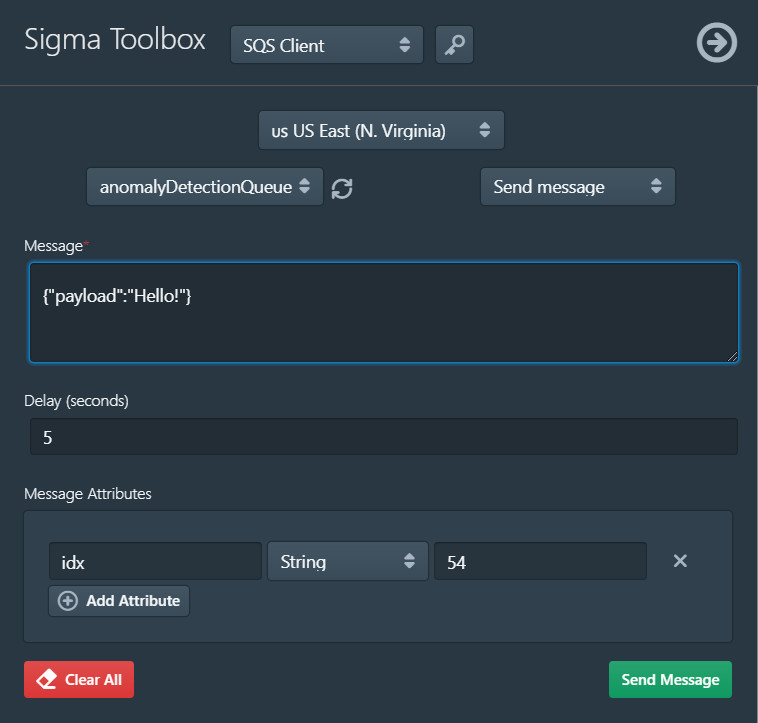 Sigma Toolbox SQS Client
us US East (N. Virginia)
anomalyDetectionQueue Send message
Message*
{"payload":"Hello!"}
Delay (seconds)
5
Message Attributes
idx String 54
Add Attribute
Clear All Send Message